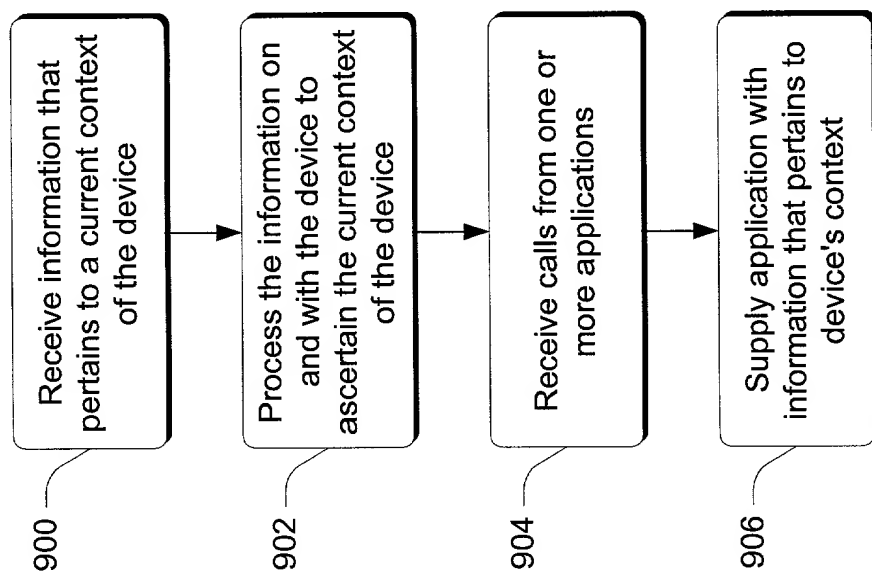 900
Receive information that
pertains to a current context
of the device
902
Process the information on
and with the device to
ascertain the current context
of the device
904
Receive calls from one or
more applications
906
Supply application with
information that pertains to
device's context